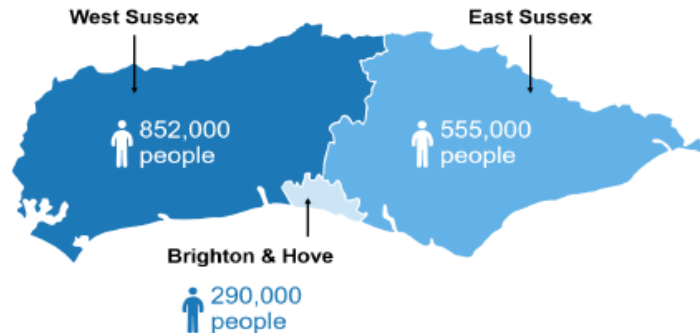 West Sussex
East Sussex
852,000
people
555,000
people
Brighton & Hove
290,000
people